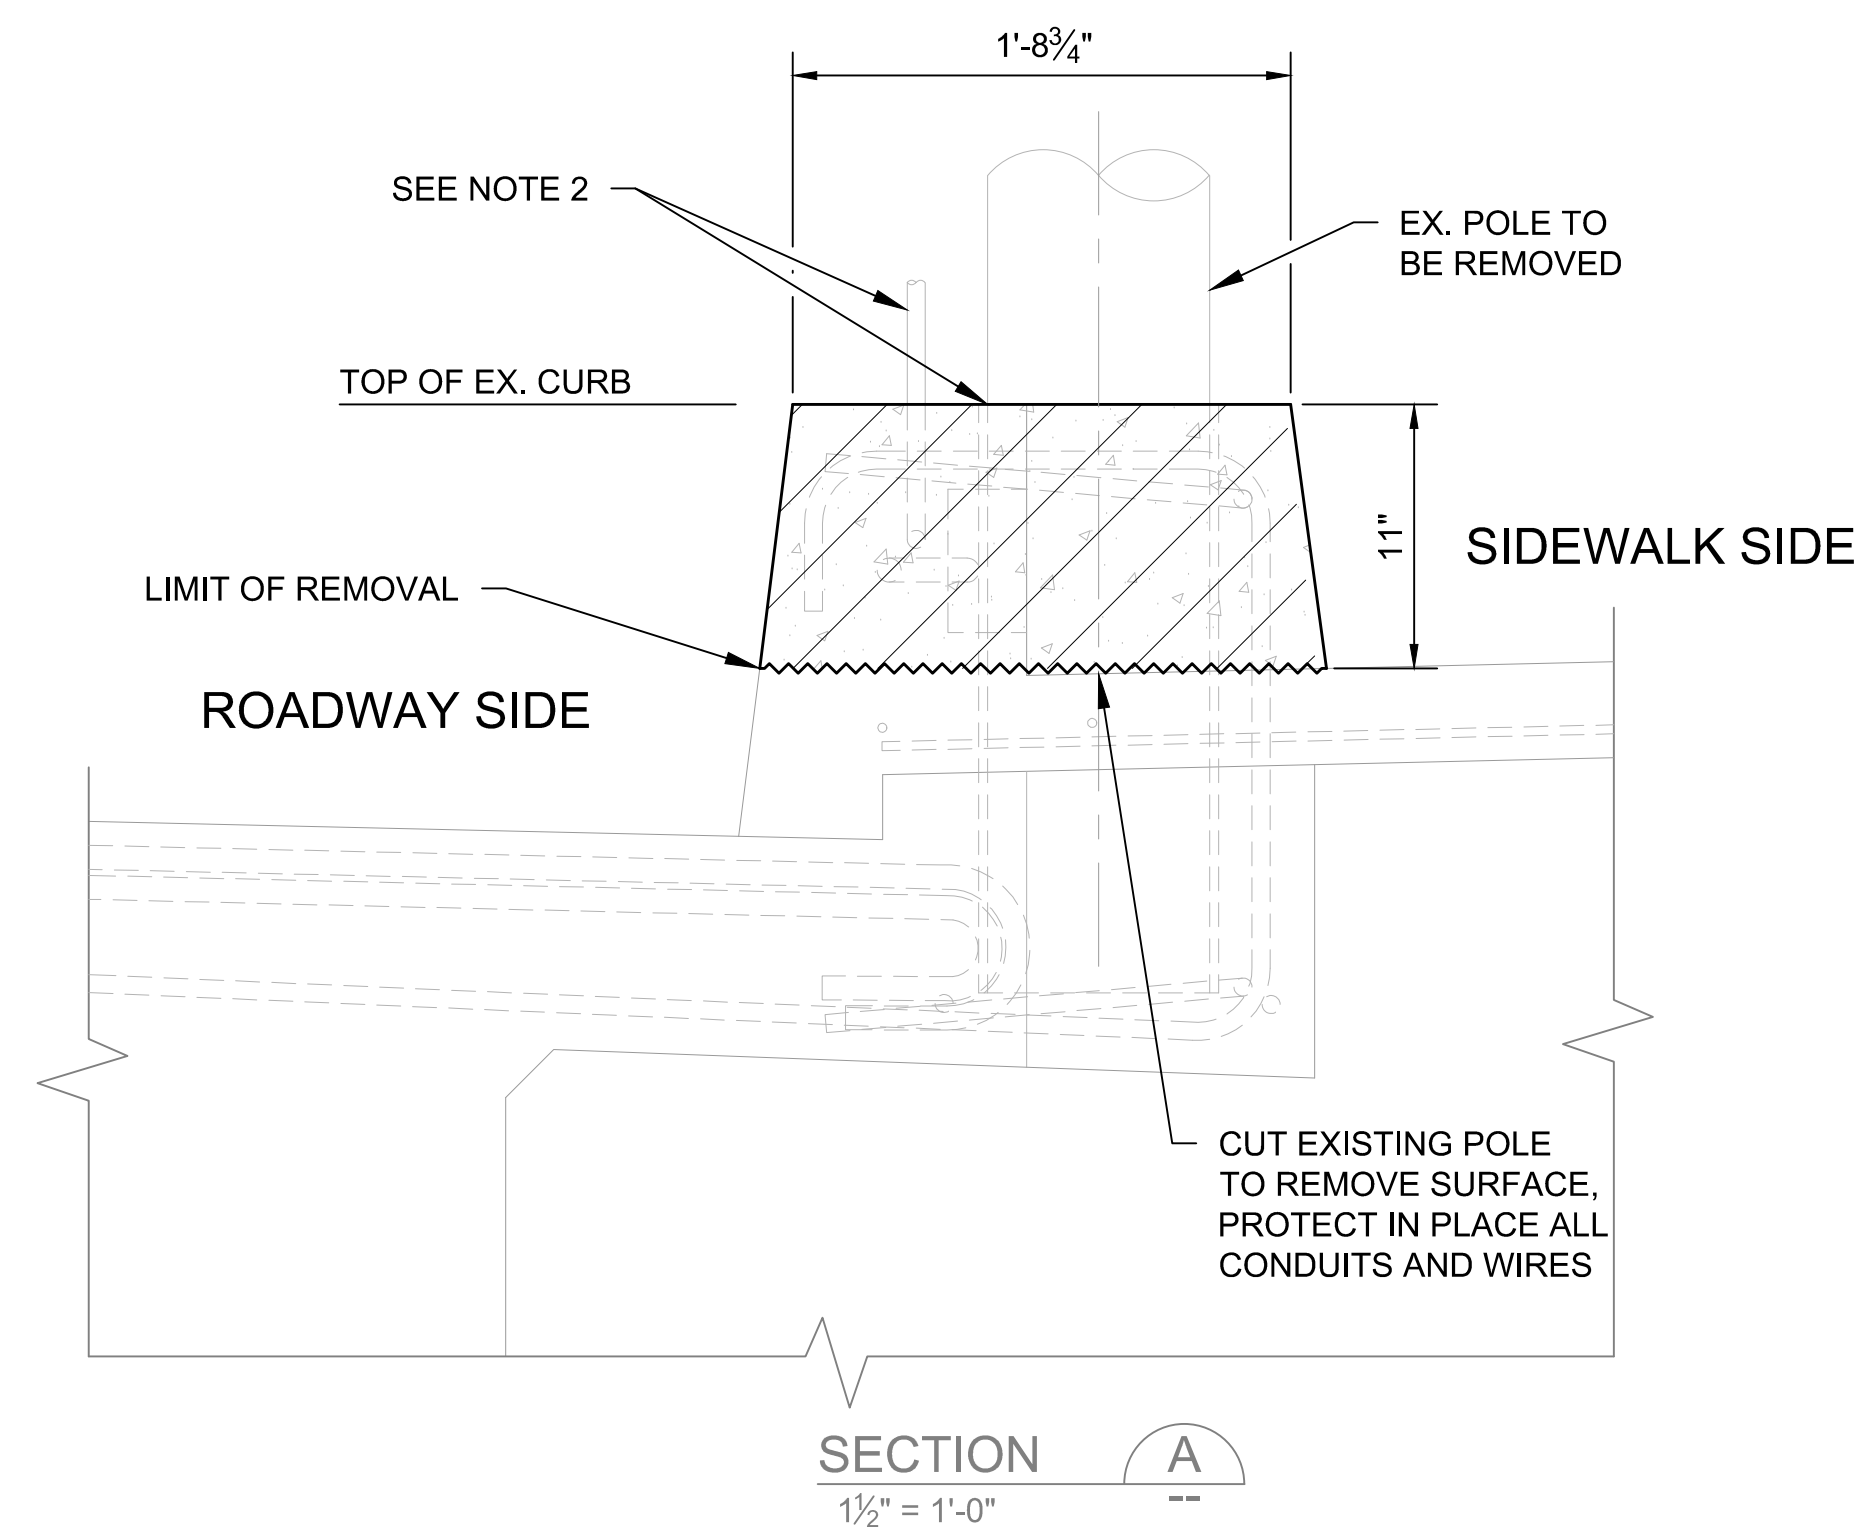 1'-8¾"
SEE NOTE 2
EX. POLE TO
BE REMOVED
TOP OF EX. CURB
11"
SIDEWALK SIDE
LIMIT OF REMOVAL
ROADWAY SIDE
CUT EXISTING POLE
TO REMOVE SURFACE,
PROTECT IN PLACE ALL
CONDUITS AND WIRES
SECTION
A
1½" = 1'-0"
--